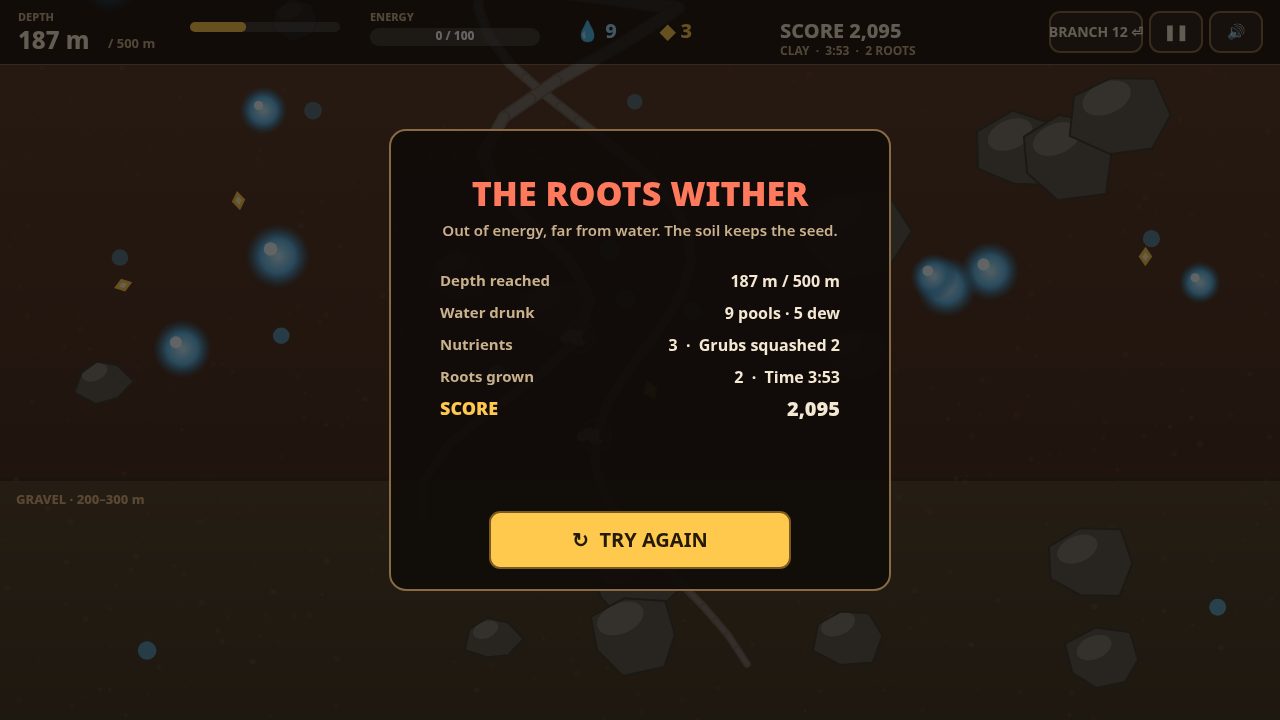 DEPTH
187 m / 500 m
ENERGY
0 / 100
9
3
SCORE 2,095
CLAY · 3:53 · 2 ROOTS
BRANCH 12 ⏎
GRAVEL · 200–300 m
THE ROOTS WITHER
Out of energy, far from water. The soil keeps the seed.
Depth reached 187 m / 500 m
Water drunk 9 pools · 5 dew
Nutrients 3 · Grubs squashed 2
Roots grown 2 · Time 3:53
SCORE 2,095
↻ TRY AGAIN